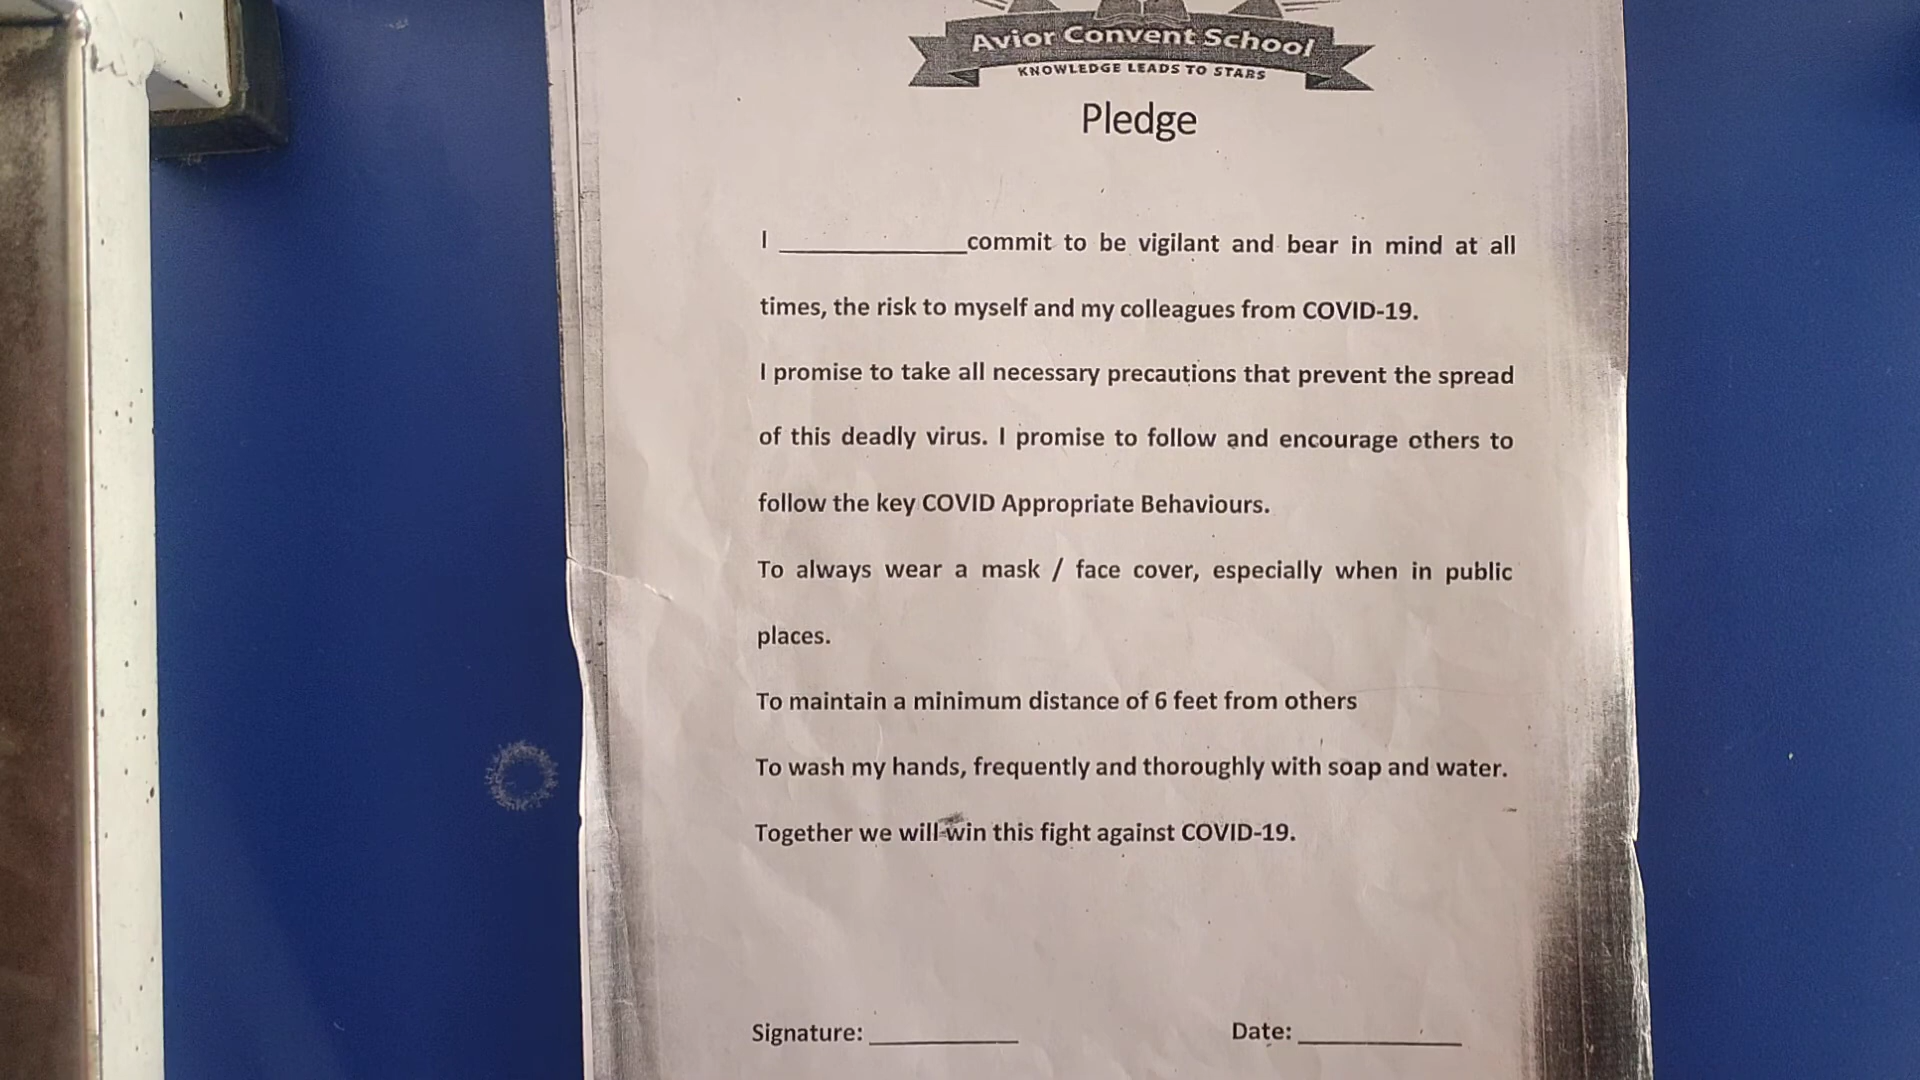 Avior Convent School
KNOWLEDGE LEADS TO STARS
Pledge
I ______________commit to be vigilant and bear in mind at all
times, the risk to myself and my colleagues from COVID-19.
I promise to take all necessary precautions that prevent the spread
of this deadly virus. I promise to follow and encourage others to
follow the key COVID Appropriate Behaviours.
To always wear a mask / face cover, especially when in public
places.
To maintain a minimum distance of 6 feet from others
To wash my hands, frequently and thoroughly with soap and water.
Together we will win this fight against COVID-19.
Signature: ___________ Date: ____________